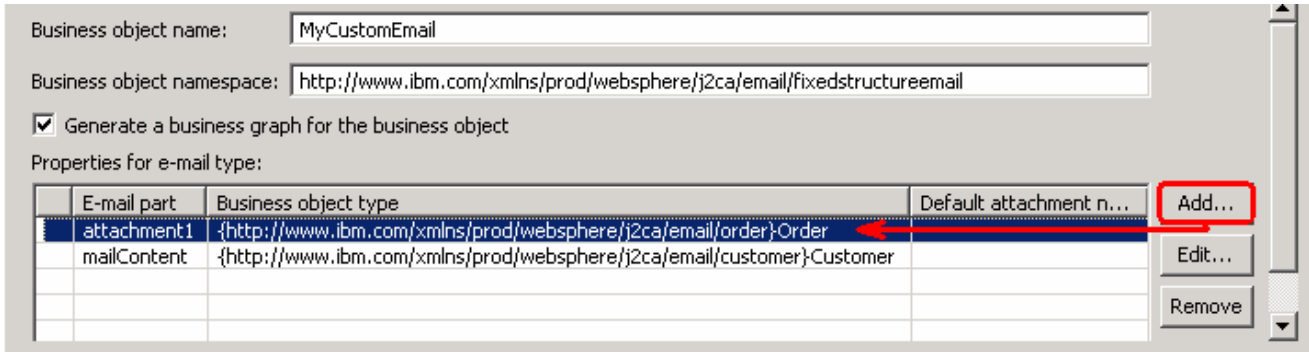 Business object name: MyCustomEmail
Business object namespace: http://www.ibm.com/xmlns/prod/websphere/j2ca/email/fixedstructureemail
Generate a business graph for the business object
Properties for e-mail type:
E-mail part Business object type Default attachment n... Add...
attachment1 {http://www.ibm.com/xmlns/prod/websphere/j2ca/email/order}Order
mailContent {http://www.ibm.com/xmlns/prod/websphere/j2ca/email/customer}Customer Edit...
Remove